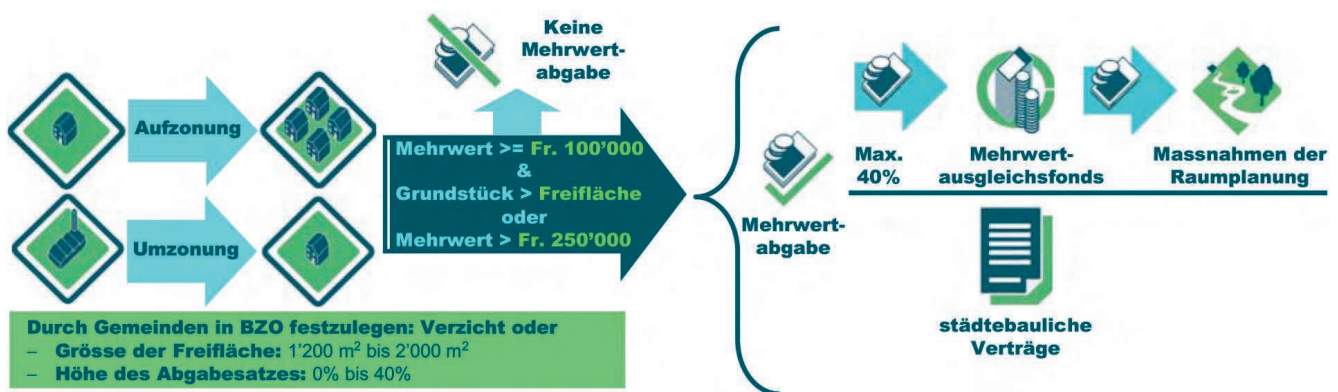 Aufzonung
Umzonung
Keine
Mehrwert-
abgabe
Mehrwert >= Fr. 100’000
&
Grundstück > Freifläche
oder
Mehrwert > Fr. 250’000
Mehrwert-
abgabe
Max.
40%
Mehrwert-
ausgleichsfonds
Massnahmen der
Raumplanung
städtebauliche
Verträge
Durch Gemeinden in BZO festzulegen: Verzicht oder
– Grösse der Freifläche: 1'200 m² bis 2’000 m²
– Höhe des Abgabesatzes: 0% bis 40%